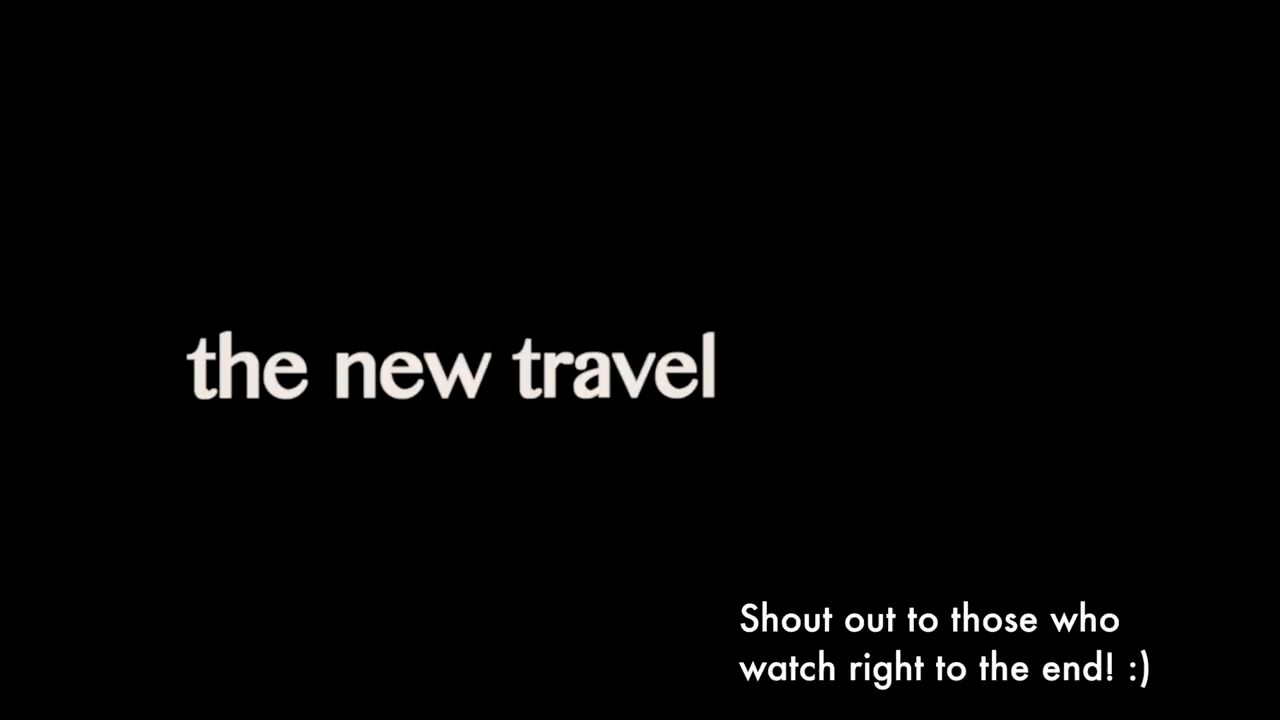 the new travel
Shout out to those who
watch right to the end! :)